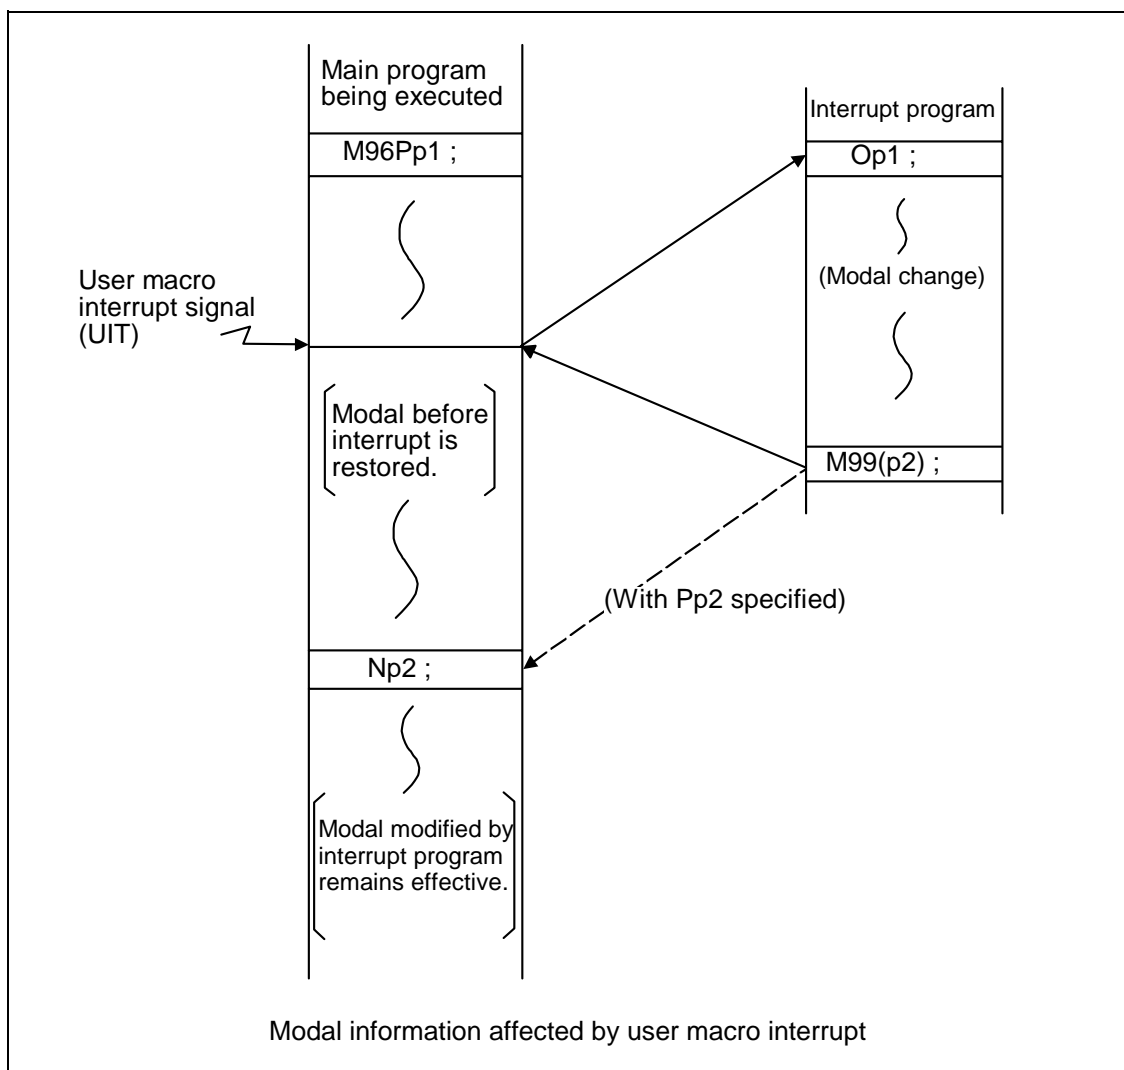 Main program
being executed
M96Pp1 ;
User macro
interrupt signal
(UIT)
Modal before
interrupt is
restored.
Np2 ;
Modal modified by
interrupt program
remains effective.
Interrupt program
Op1 ;
(Modal change)
M99(p2) ;
(With Pp2 specified)
Modal information affected by user macro interrupt